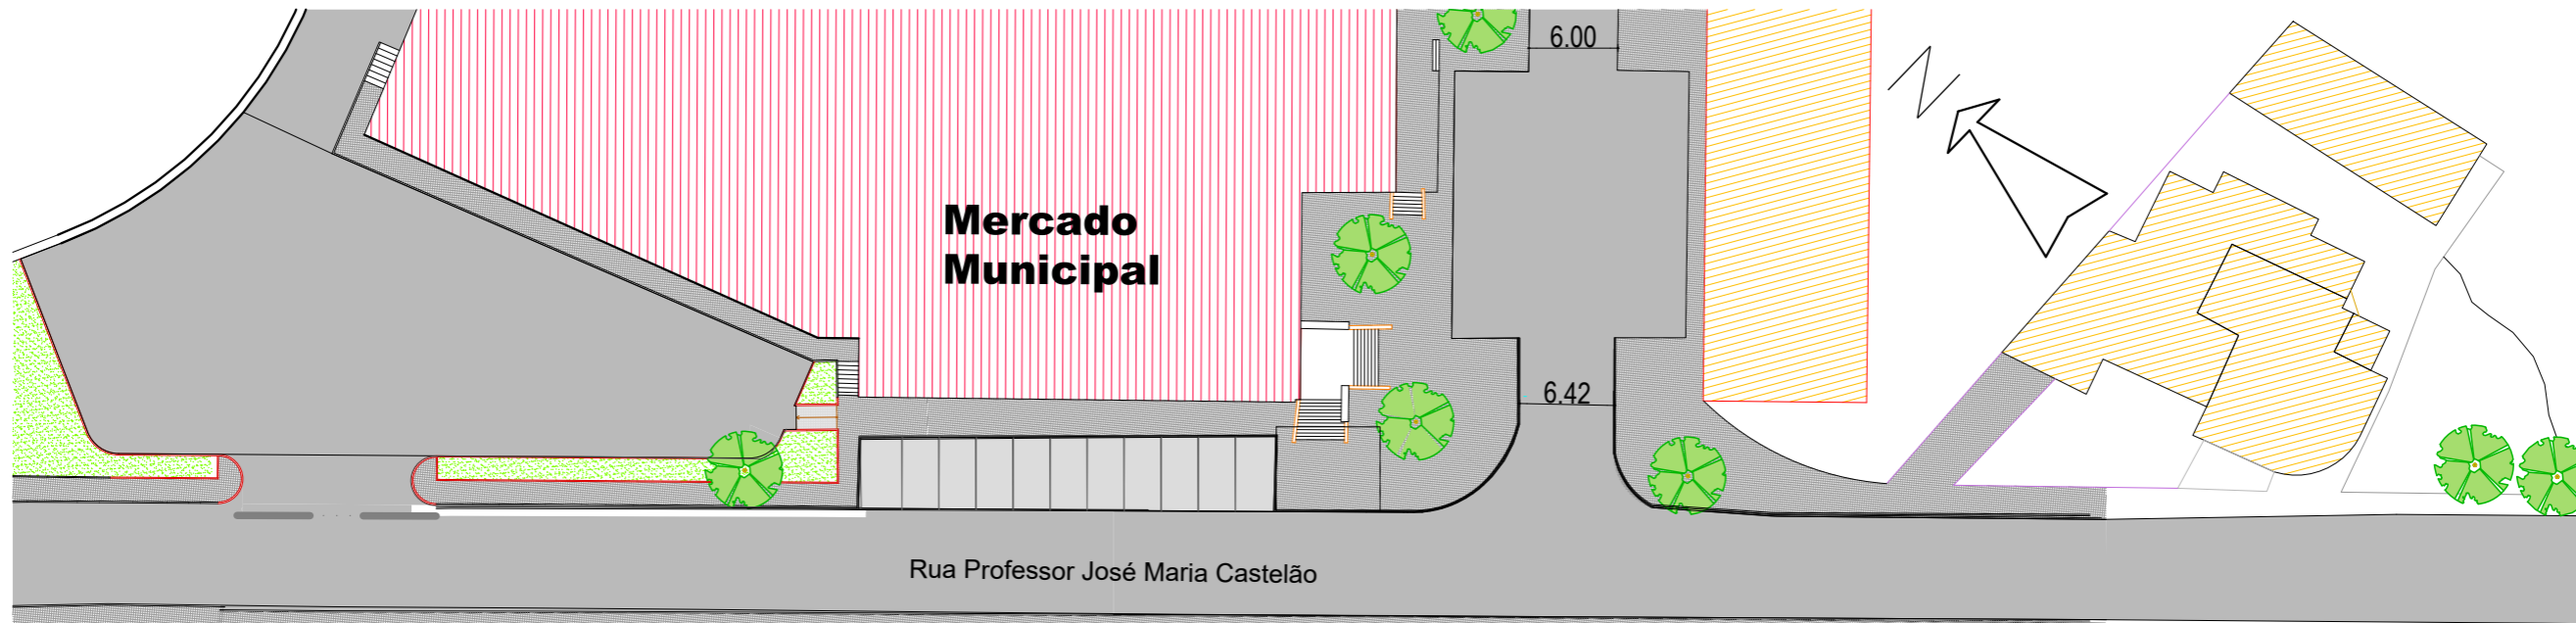 6.00
N
Mercado
Municipal
6.42
Rua Professor José Maria Castelão